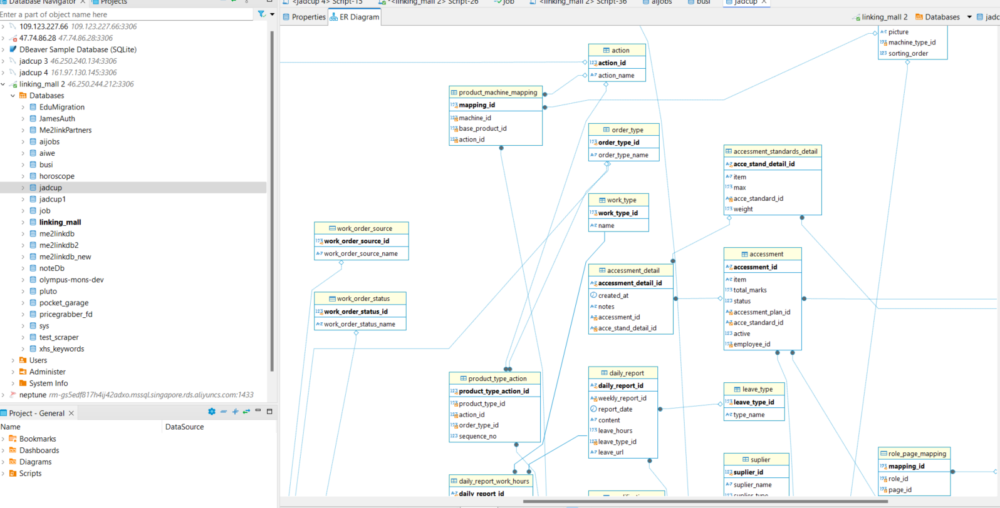 Database Navigator
Projects
<jadcup 4> Script-15
*<linking_mall 2> Script-26
job
<linking_mall 2> Script-36
aijobs
busi
jadcup
Enter a part of object name here
109.123.227.66 109.123.227.66:3306
47.74.86.28 47.74.86.28:3306
DBeaver Sample Database (SQLite)
jadcup 3 46.250.240.134:3306
jadcup 4 161.97.130.145:3306
linking_mall 2 46.250.244.212:3306
Databases
EduMigration
JamesAuth
Me2linkPartners
aijobs
aiwe
busi
horoscope
jadcup
jadcup1
job
linking_mall
me2linkdb
me2linkdb2
me2linkdb_new
noteDb
olympus-mons-dev
pluto
pocket_garage
pricegrabber_fd
sys
test_scraper
xhs_keywords
Users
Administer
System Info
neptune rm-gs5edf817h4ij42adxo.mssql.singapore.rds.aliyuncs.com:1433
Project - General
Name DataSource
Bookmarks
Dashboards
Diagrams
Scripts
Properties
ER Diagram
linking_mall 2
Databases
jadc
picture
machine_type_id
sorting_order
action
action_id
action_name
product_machine_mapping
mapping_id
machine_id
base_product_id
action_id
order_type
order_type_id
order_type_name
accessment_standards_detail
acce_stand_detail_id
item
max
acce_standard_id
weight
work_type
work_type_id
name
work_order_source
work_order_source_id
work_order_source_name
accessment_detail
accessment_detail_id
created_at
notes
accessment_id
acce_stand_detail_id
accessment
accessment_id
item
total_marks
status
accessment_plan_id
acce_standard_id
active
employee_id
work_order_status
work_order_status_id
work_order_status_name
product_type_action
product_type_action_id
product_type_id
action_id
order_type_id
sequence_no
daily_report
daily_report_id
weekly_report_id
report_date
content
leave_hours
leave_type_id
leave_url
leave_type
leave_type_id
type_name
suplier
suplier_id
suplier_name
suplier_type
role_page_mapping
mapping_id
role_id
page_id
daily_report_work_hours
daily_report_id